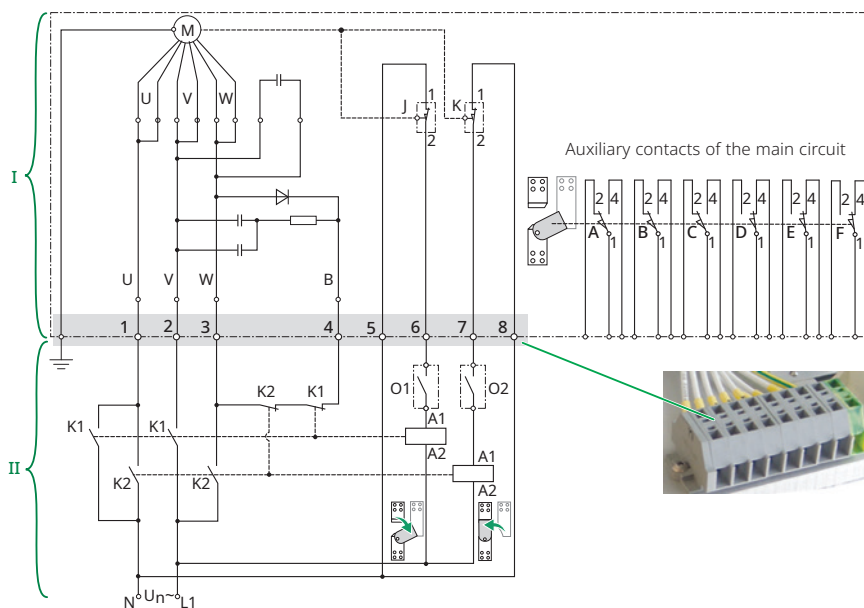 M
U V W
J 1 2
K 1 2
Auxiliary contacts of the main circuit
2 4 2 4 2 4 2 4 2 4 2 4
A B C D E F
1 1 1 1 1 1
I
U V W B
1 2 3 4 5 6 7 8
K2 K1
O1 O2
K1 K1
A1
A2
A1
A2
K2 K2
II
N Un~ L1